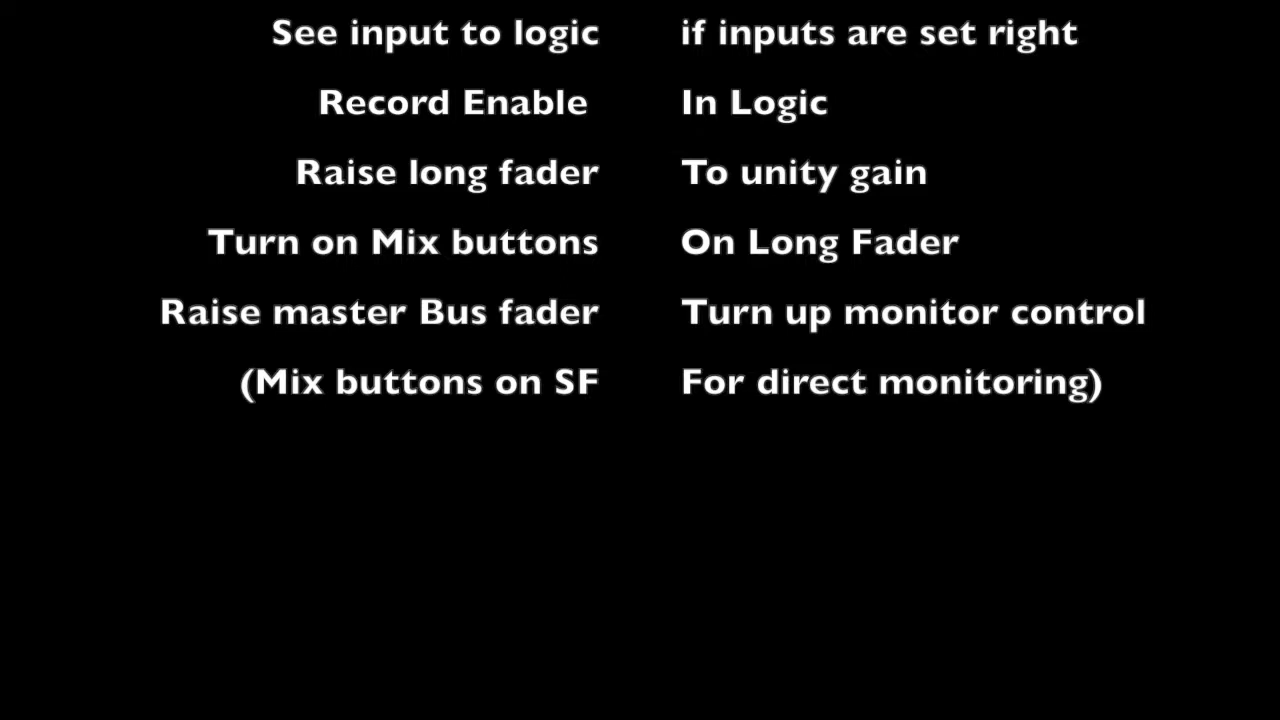 See input to logic if inputs are set right
Record Enable In Logic
Raise long fader To unity gain
Turn on Mix buttons On Long Fader
Raise master Bus fader Turn up monitor control
(Mix buttons on SF For direct monitoring)